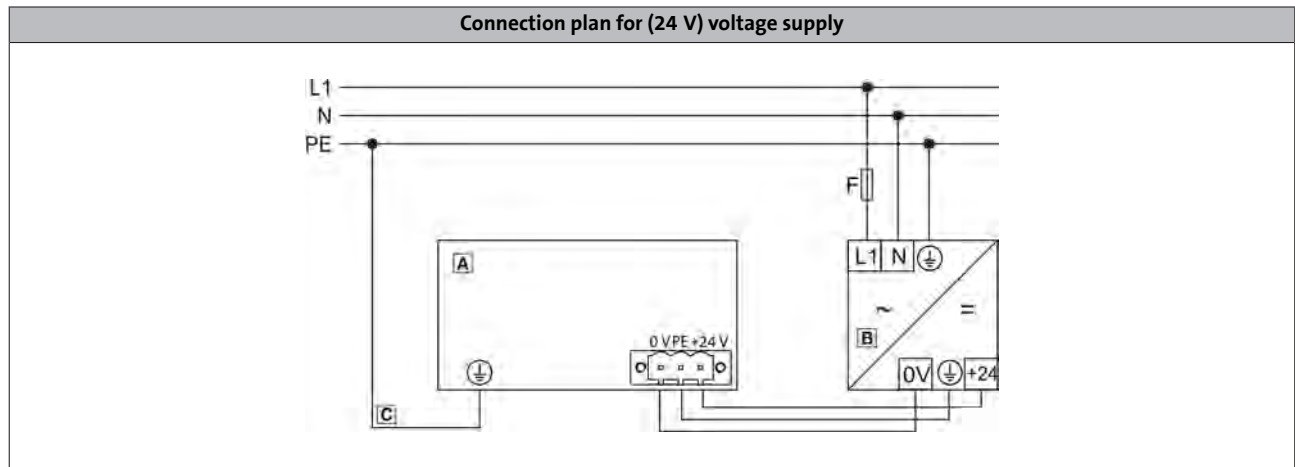 Connection plan for (24 V) voltage supply
L1
N
PE
F
A
L1 N
~ =
B
0 V PE +24 V
0V +24
C